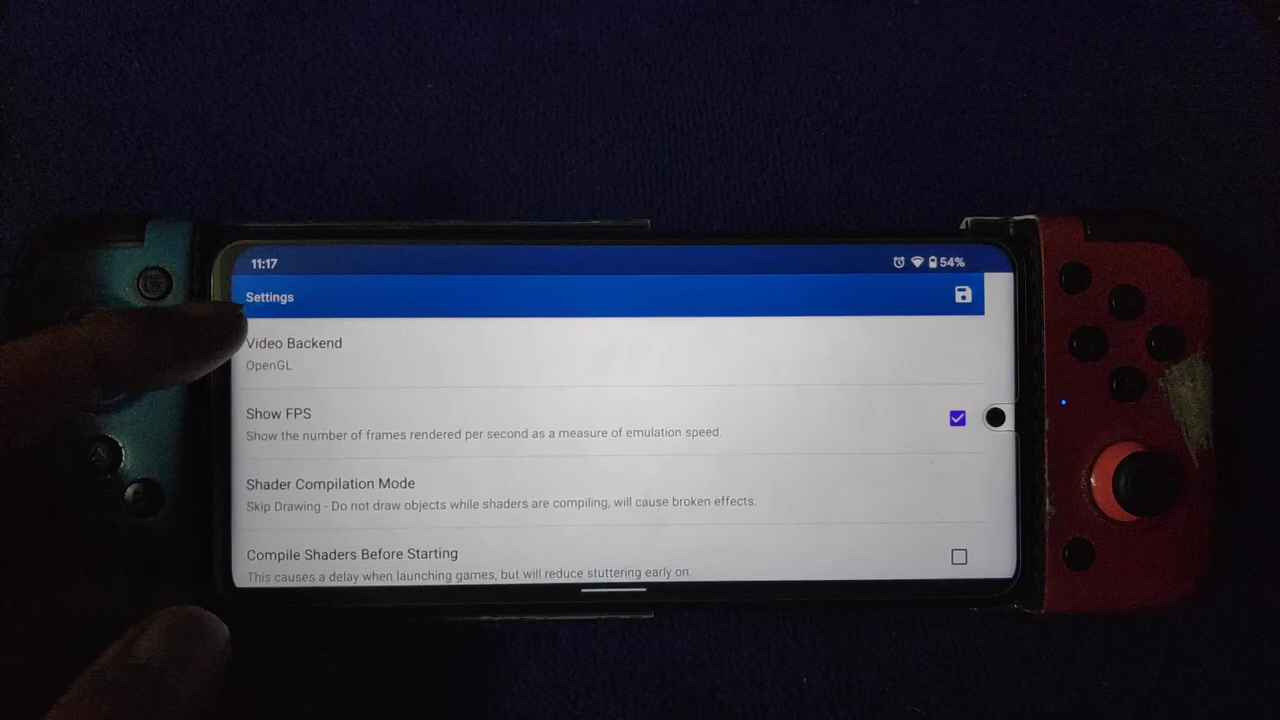 11:17
54%
Settings
Video Backend
OpenGL
Show FPS
Show the number of frames rendered per second as a measure of emulation speed.
Shader Compilation Mode
Skip Drawing - Do not draw objects while shaders are compiling, will cause broken effects.
Compile Shaders Before Starting
This causes a delay when launching games, but will reduce stuttering early on.